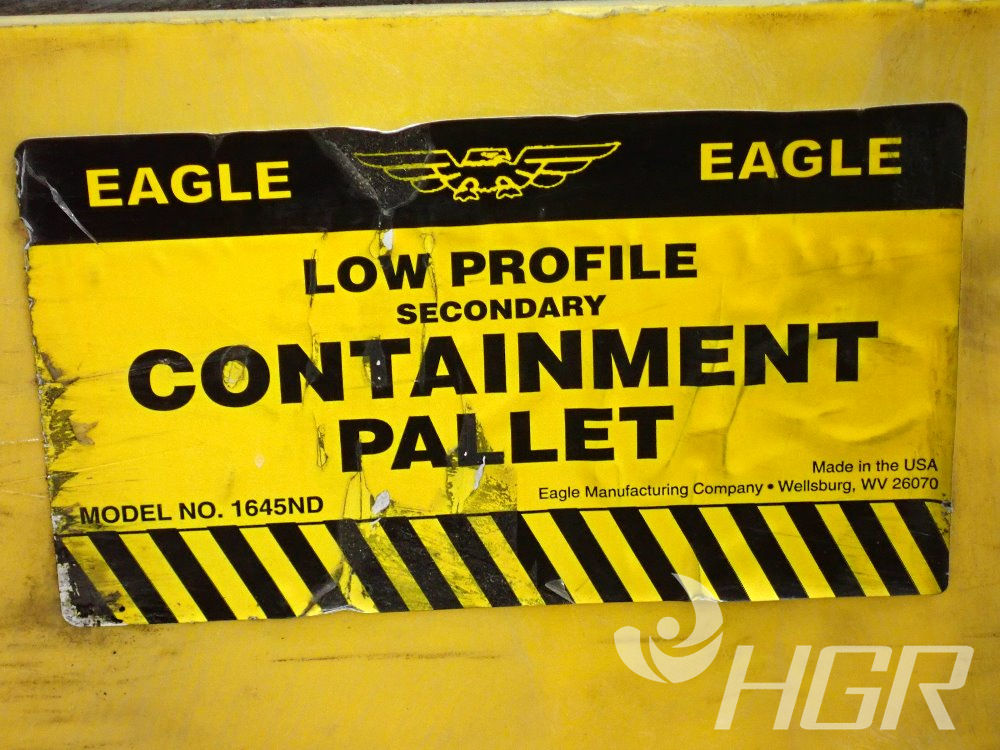 EAGLE EAGLE
LOW PROFILE
SECONDARY
CONTAINMENT
PALLET
Made in the USA
MODEL NO. 1645ND Eagle Manufacturing Company • Wellsburg, WV 26070
HGR